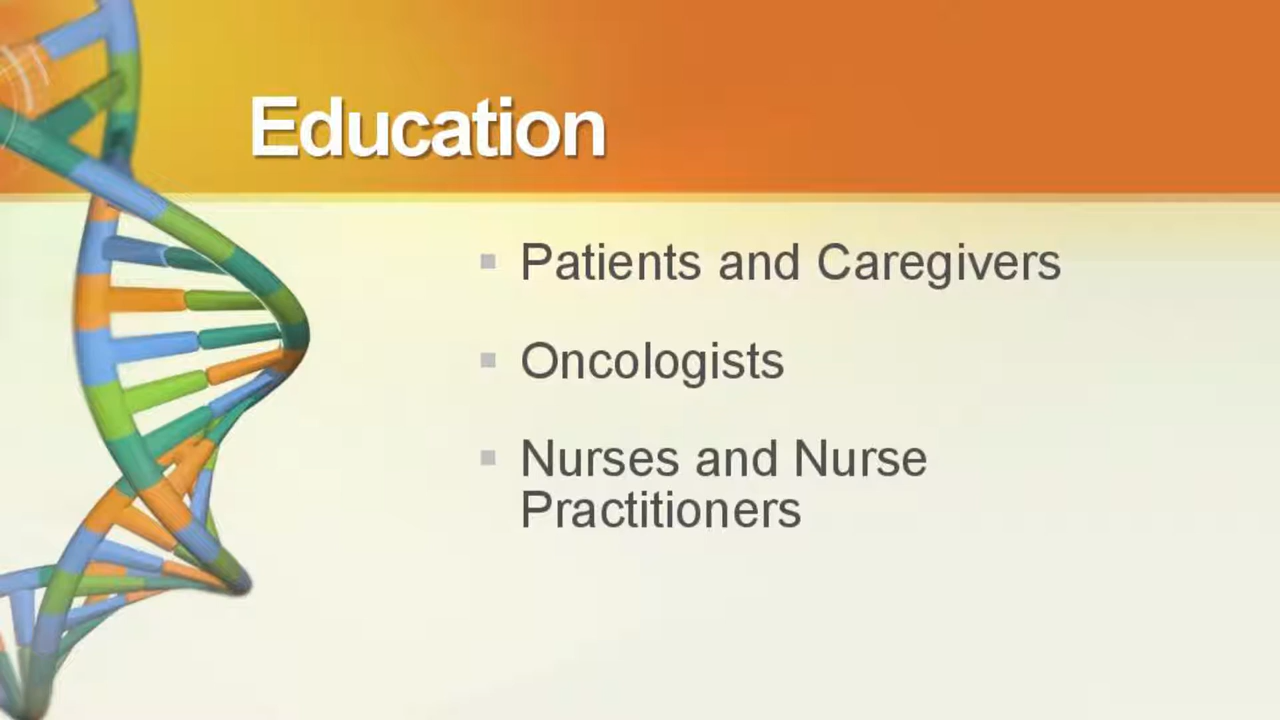 Education
Patients and Caregivers
Oncologists
Nurses and Nurse
Practitioners